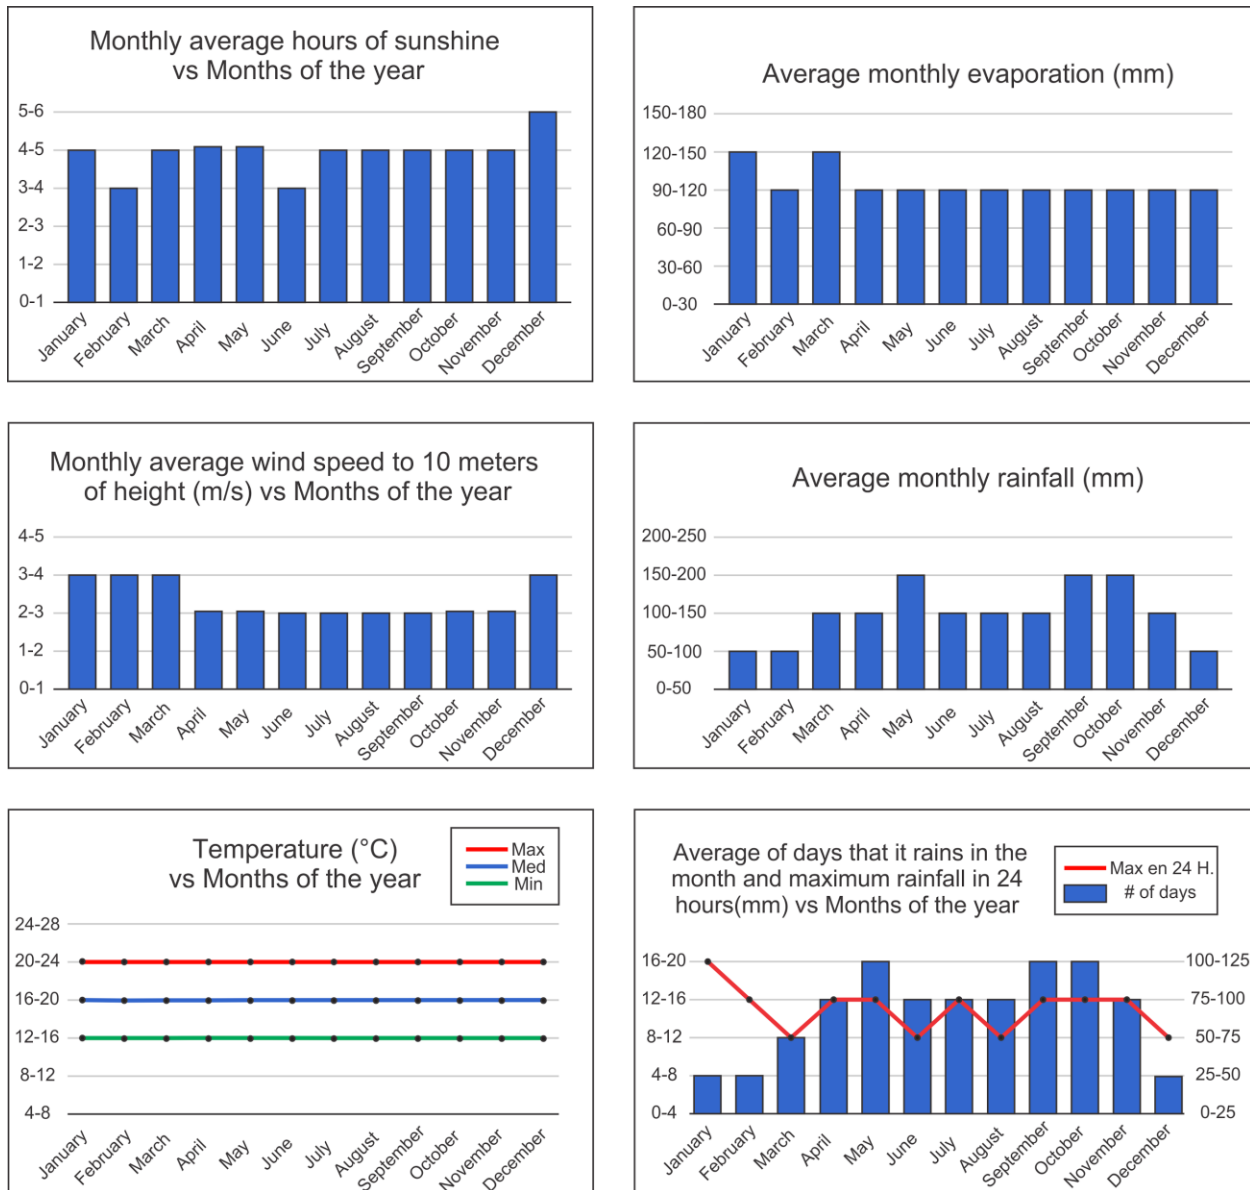 Monthly average hours of sunshine
vs Months of the year
5-6
4-5
3-4
2-3
1-2
0-1
January
February
March
April
May
June
July
August
September
October
November
December
Average monthly evaporation (mm)
150-180
120-150
90-120
60-90
30-60
0-30
January
February
March
April
May
June
July
August
September
October
November
December
Monthly average wind speed to 10 meters
of height (m/s) vs Months of the year
4-5
3-4
2-3
1-2
0-1
January
February
March
April
May
June
July
August
September
October
November
December
Average monthly rainfall (mm)
200-250
150-200
100-150
50-100
0-50
January
February
March
April
May
June
July
August
September
October
November
December
Temperature (°C)
vs Months of the year
Max
Med
Min
24-28
20-24
16-20
12-16
8-12
4-8
January
February
March
April
May
June
July
August
September
October
November
December
Average of days that it rains in the
month and maximum rainfall in 24
hours(mm) vs Months of the year
Max en 24 H.
# of days
16-20
12-16
8-12
4-8
0-4
100-125
75-100
50-75
25-50
0-25
January
February
March
April
May
June
July
August
September
October
November
December